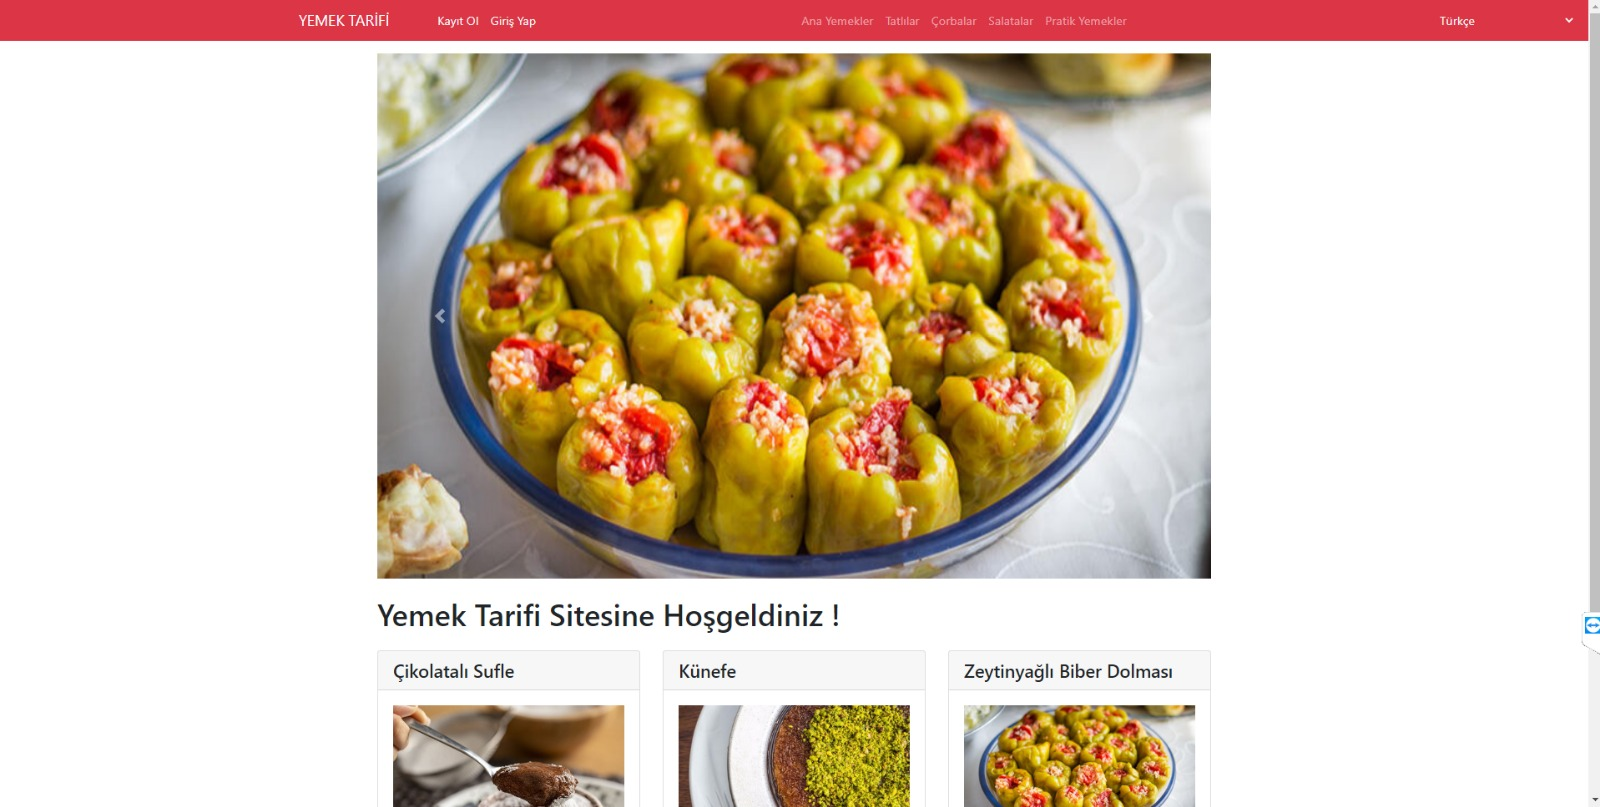 YEMEK TARİFİ Kayıt Ol Giriş Yap Ana Yemekler Tatlılar Çorbalar Salatalar Pratik Yemekler Türkçe
Yemek Tarifi Sitesine Hoşgeldiniz !
Çikolatalı Sufle Künefe Zeytinyağlı Biber Dolması